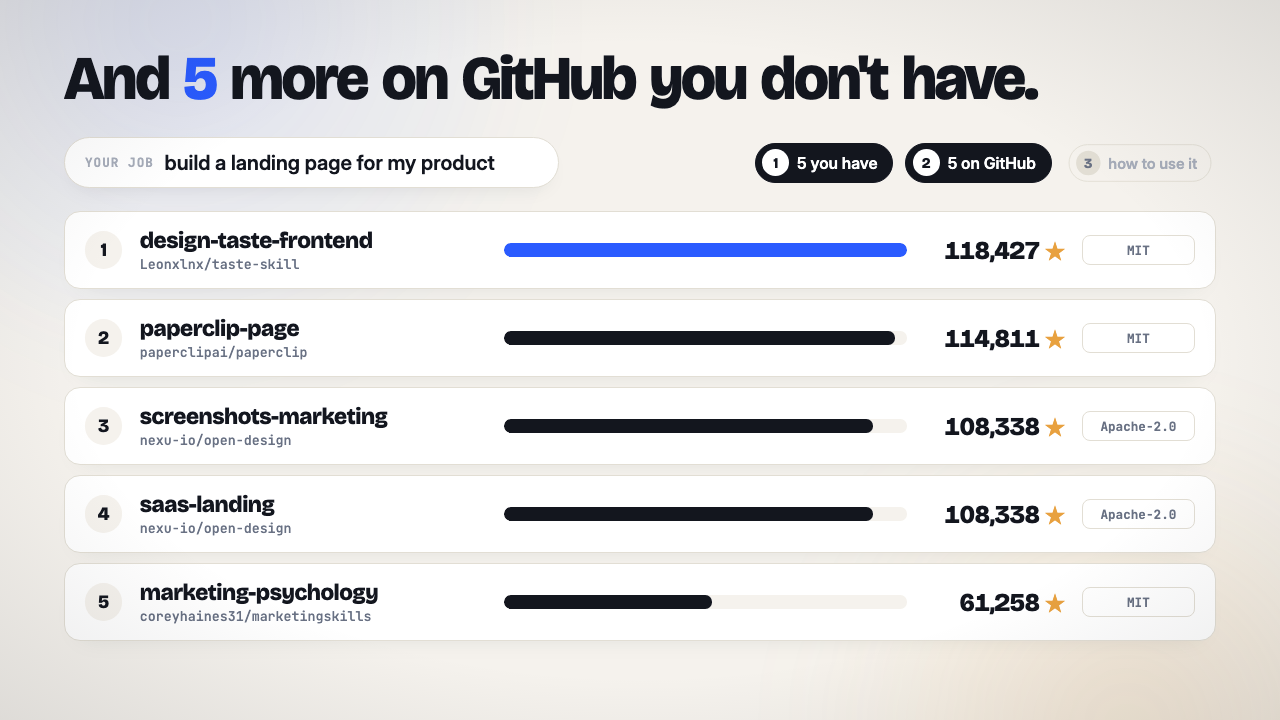 And 5 more on GitHub you don't have.
YOUR JOB build a landing page for my product
1 5 you have 2 5 on GitHub 3 how to use it
1 design-taste-frontend 118,427 ★ MIT
Leonxlnx/taste-skill
2 paperclip-page 114,811 ★ MIT
paperclipai/paperclip
3 screenshots-marketing 108,338 ★ Apache-2.0
nexu-io/open-design
4 saas-landing 108,338 ★ Apache-2.0
nexu-io/open-design
5 marketing-psychology 61,258 ★ MIT
coreyhaines31/marketingskills